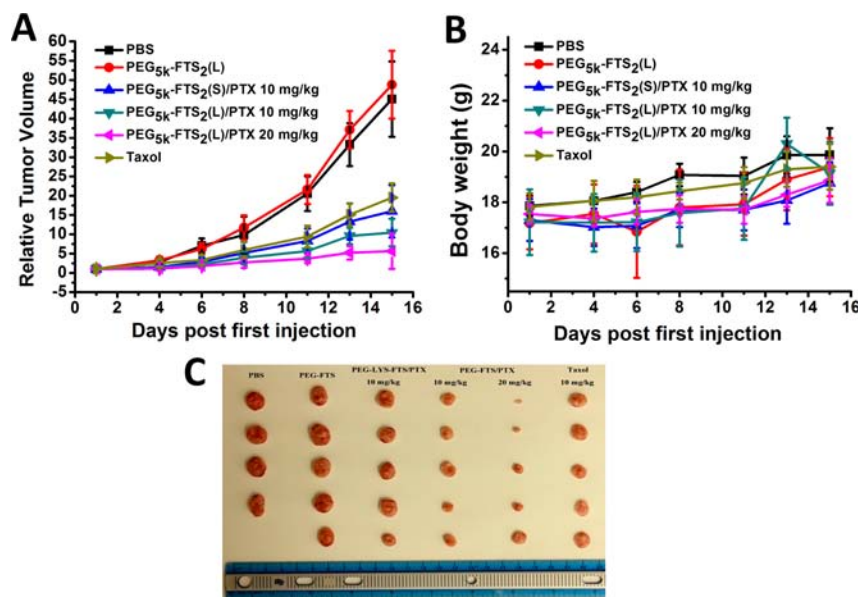 A
Relative Tumor Volume
60
55
50
45
40
35
30
25
20
15
10
5
0
-5
PBS
PEG5k-FTS2(L)
PEG5k-FTS2(S)/PTX 10 mg/kg
PEG5k-FTS2(L)/PTX 10 mg/kg
PEG5k-FTS2(L)/PTX 20 mg/kg
Taxol
0 2 4 6 8 10 12 14 16
Days post first injection
B
Body weight (g)
24
22
20
18
16
PBS
PEG5k-FTS2(L)
PEG5k-FTS2(S)/PTX 10 mg/kg
PEG5k-FTS2(L)/PTX 10 mg/kg
PEG5k-FTS2(L)/PTX 20 mg/kg
Taxol
0 2 4 6 8 10 12 14 16
Days post first injection
C
PBS PEG-FTS PEG-LYS-FTS/PTX PEG-FTS/PTX Taxol
10 mg/kg 10 mg/kg 20 mg/kg 10 mg/kg